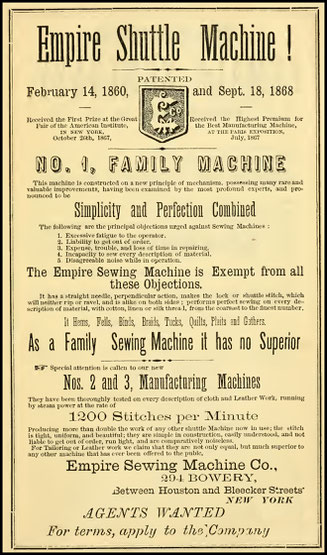 Empire Shuttle Machine !
PATENTED
February 14, 1860, and Sept. 18, 1868
Received the First Prize at the Great
Fair of the American Institute,
IN NEW YORK,
October 26th, 1867.
Received the Highest Premium for
the Best Manufacturing Machine,
AT THE PARIS EXPOSITION,
July, 1867
NO. 1, FAMILY MACHINE
This machine is constructed on a new principle of mechanism, possessing many rare and
valuable improvements, having been examined by the most profound experts, and pro-
nounced to be
Simplicity and Perfection Combined
The following are the principal objections urged against Sewing Machines :
1. Excessive fatigue to the operator.
2. Liability to get out of order.
3. Expense, trouble, and loss of time in repairing.
4. Incapacity to sew every description of material.
5. Disagreeable noise while in operation.
The Empire Sewing Machine is Exempt from all
these Objections.
It has a straight needle, perpendicular action, makes the lock or shuttle stitch, which
will neither rip or ravel, and is alike on both sides ; performs perfect sewing on every des-
cription of material, with cotton, linen or silk thread, from the coarsest to the finest number.
It Hems, Fells, Binds, Braids, Tucks, Quilts, Plaits and Gathers.
As a Family Sewing Machine it has no Superior
Special attention is called to our new
Nos. 2 and 3, Manufacturing Machines
They have been thoroughly tested on every description of cloth and Leather Work, running
by steam power at the rate of
1200 Stitches per Minute
Producing more than double the work of any other shuttle Machine now in use; the stitch
is tight, uniform, and beautiful; they are simple in construction, easily understood, and not
liable to get out of order, run light, and are comparatively noiseless.
For Tailoring or Leather work we claim that they are not only equal, but much superior to
any other machine that has ever been offered to the public,
Empire Sewing Machine Co.,
294 BOWERY,
Between Houston and Bleecker Streets'
NEW YORK
AGENTS WANTED
For terms, apply to the Company